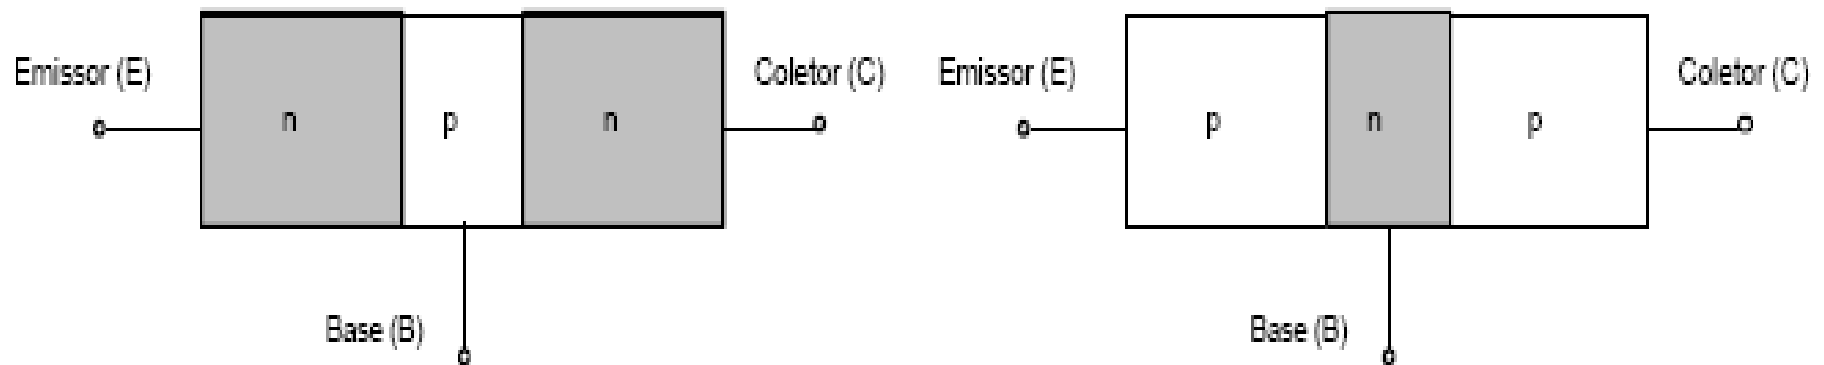 Emissor (E)
n
p
n
Coletor (C)
Base (B)
Emissor (E)
p
n
p
Coletor (C)
Base (B)